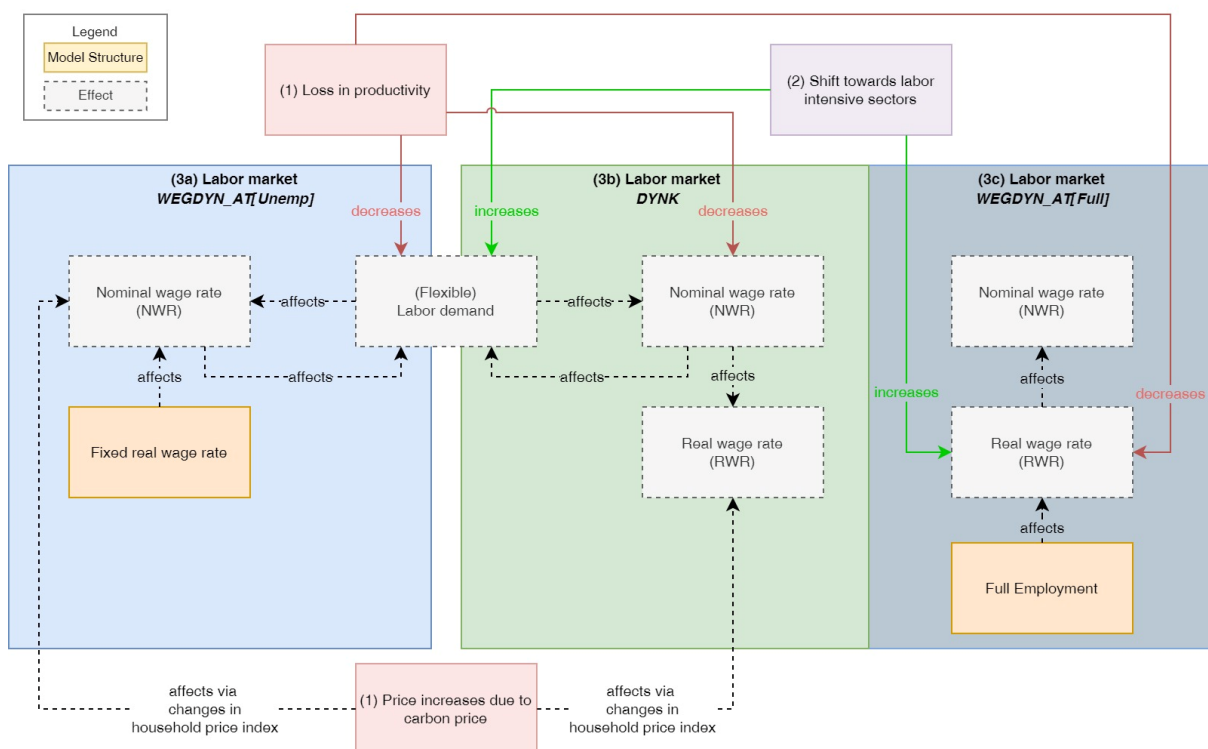 Legend
Model Structure
Effect
(1) Loss in productivity
(2) Shift towards labor
intensive sectors
(3a) Labor market
WEGDYN_AT[Unemp]
(3b) Labor market
DYNK
(3c) Labor market
WEGDYN_AT[Full]
decreases
increases
decreases
Nominal wage rate
(NWR)
affects
(Flexible)
Labor demand
affects
Nominal wage rate
(NWR)
Nominal wage rate
(NWR)
affects
affects
affects
affects
affects
increases
decreases
Fixed real wage rate
Real wage rate
(RWR)
Real wage rate
(RWR)
affects
Full Employment
affects via
changes in
household price index
(1) Price increases due to
carbon price
affects via
changes in
household price index